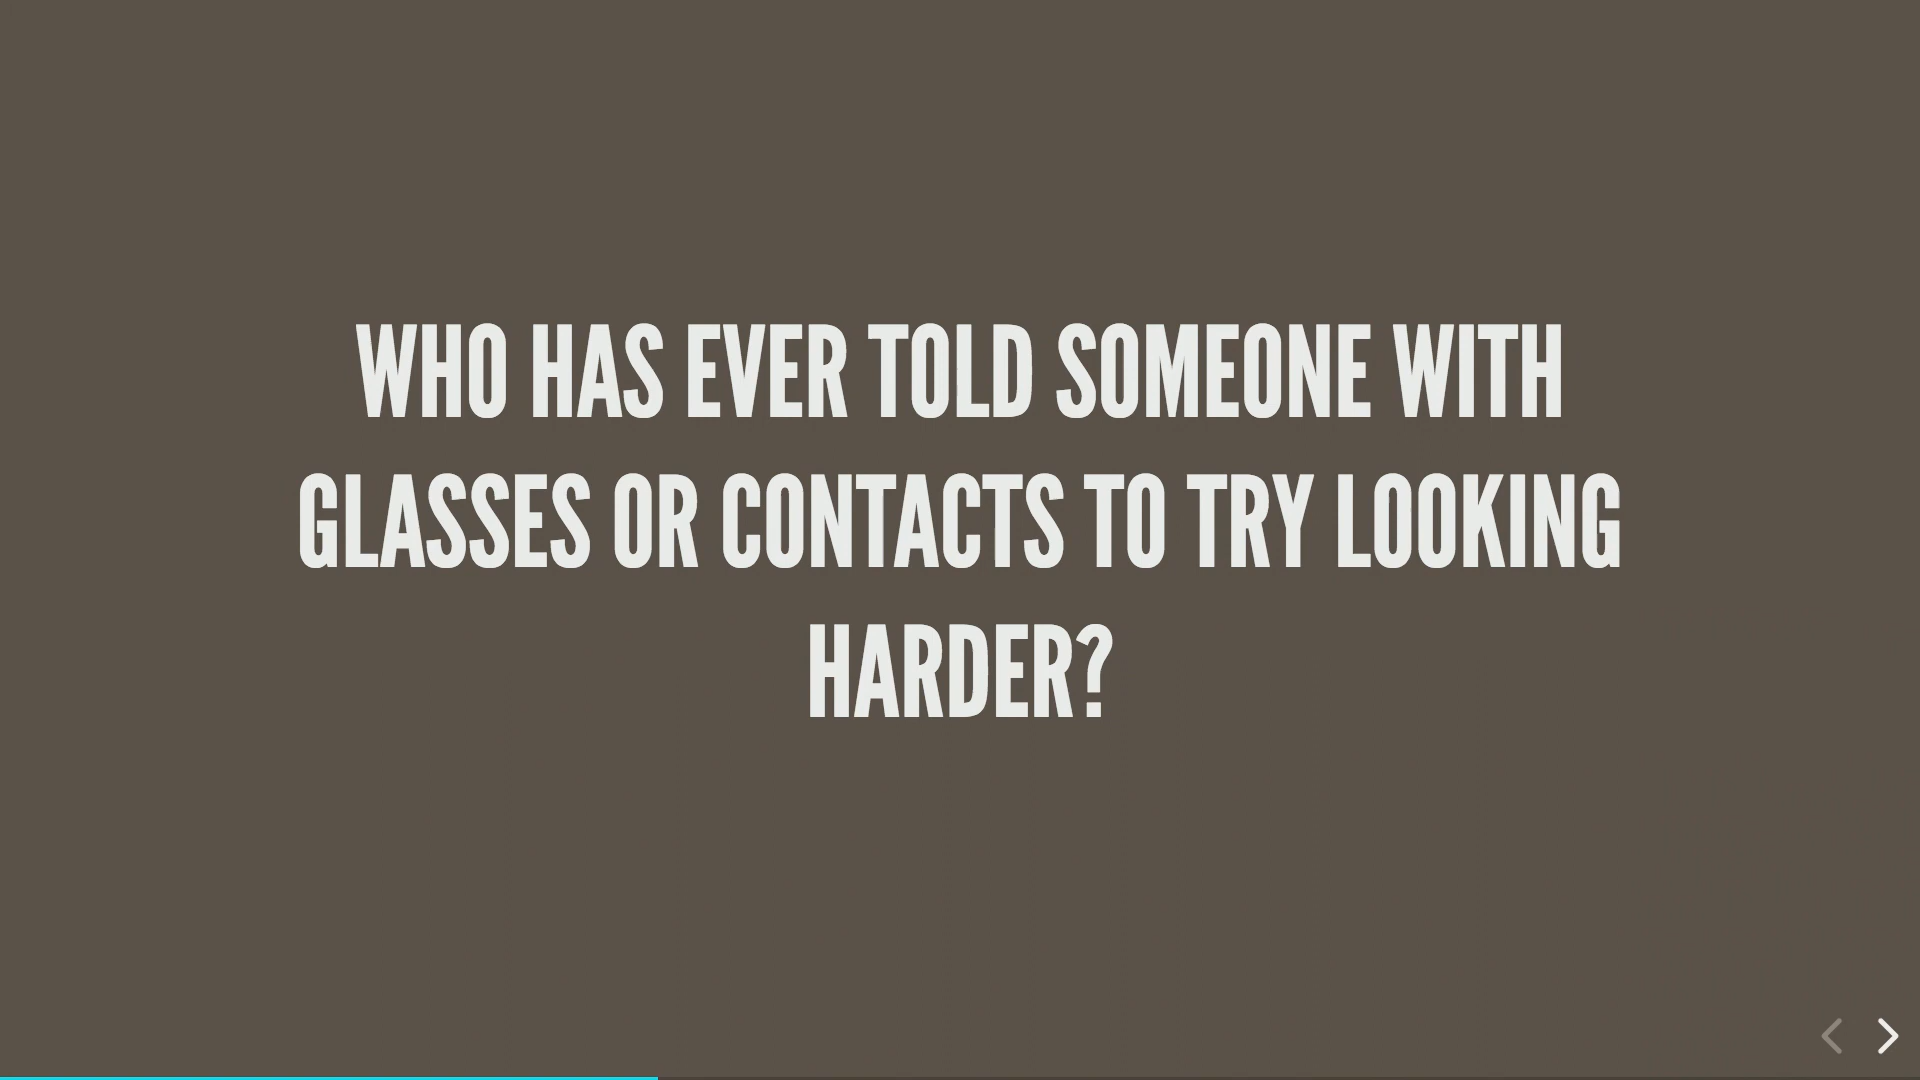 WHO HAS EVER TOLD SOMEONE WITH
GLASSES OR CONTACTS TO TRY LOOKING
HARDER?